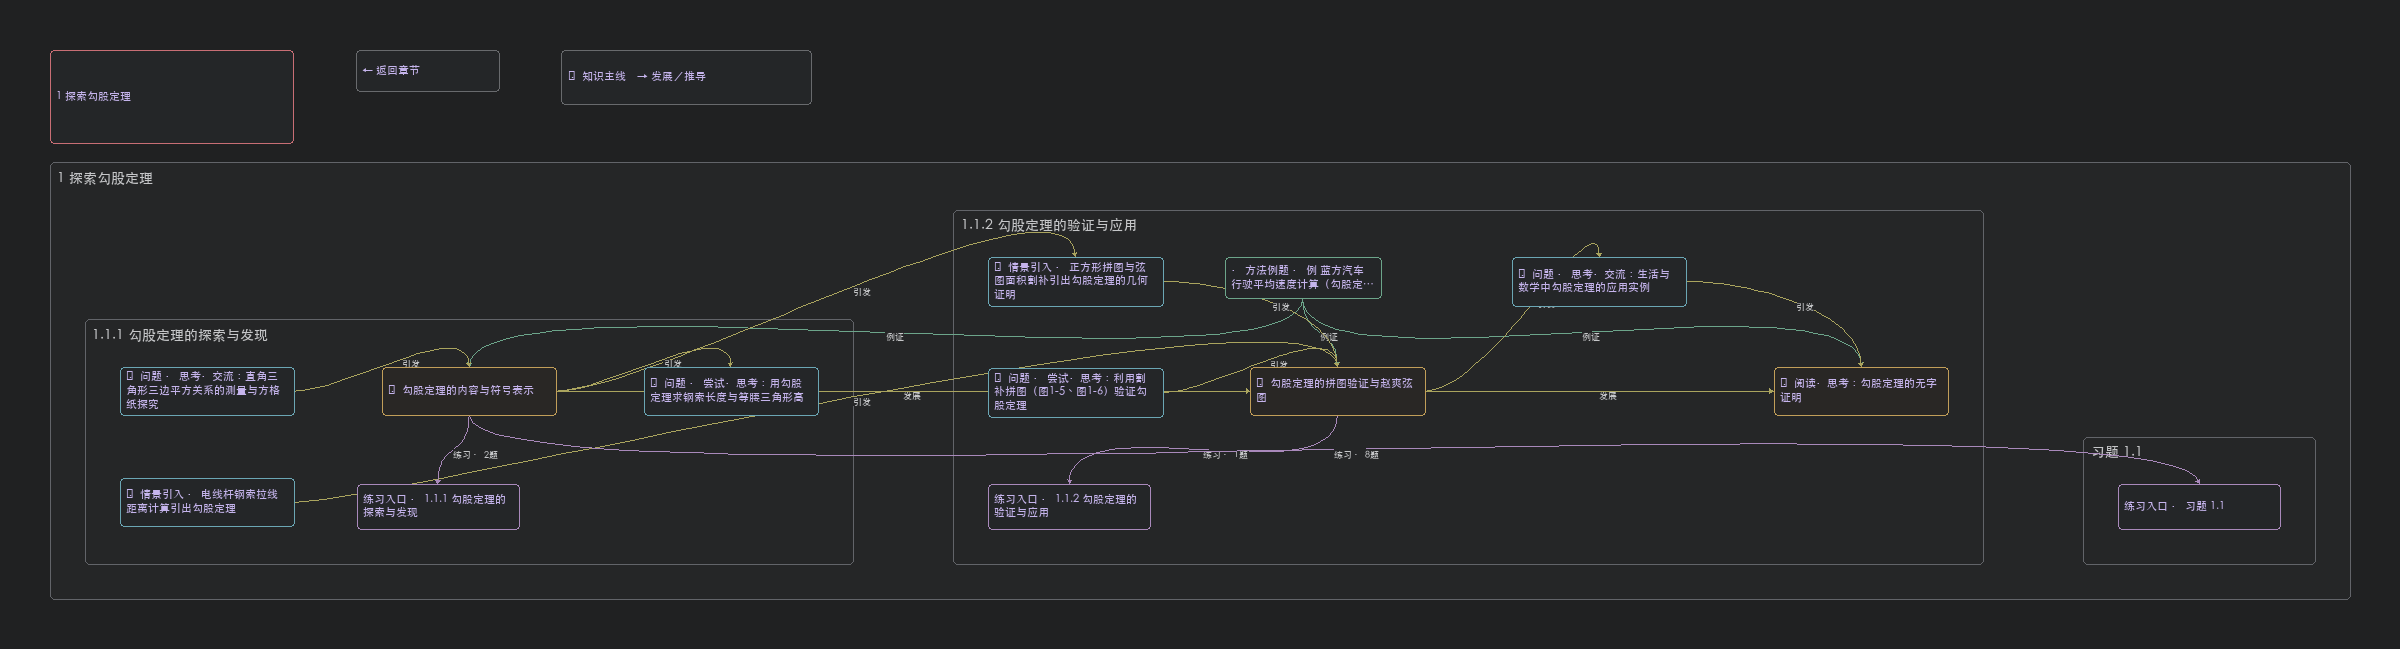 1 探索勾股定理
← 返回章节
知识主线 → 发展／推导
1 探索勾股定理
1.1.2 勾股定理的验证与应用
情景引入 · 正方形拼图与弦
图面积割补引出勾股定理的几何
证明
· 方法例题 · 例 蓝方汽车
行驶平均速度计算（勾股定…
问题 · 思考·交流：生活与
数学中勾股定理的应用实例
引发
引发
引发
例证
例证
例证
1.1.1 勾股定理的探索与发现
引发
引发
引发
问题 · 思考·交流：直角三
角形三边平方关系的测量与方格
纸探究
勾股定理的内容与符号表示
问题 · 尝试·思考：用勾股
定理求钢索长度与等腰三角形高
引发
发展
问题 · 尝试·思考：利用割
补拼图（图1-5、图1-6）验证勾
股定理
勾股定理的拼图验证与赵爽弦
图
发展
阅读·思考：勾股定理的无字
证明
练习 · 2题
练习 · 1题
练习 · 8题
习题 1.1
情景引入 · 电线杆钢索拉线
距离计算引出勾股定理
练习入口 · 1.1.1 勾股定理的
探索与发现
练习入口 · 1.1.2 勾股定理的
验证与应用
练习入口 · 习题 1.1